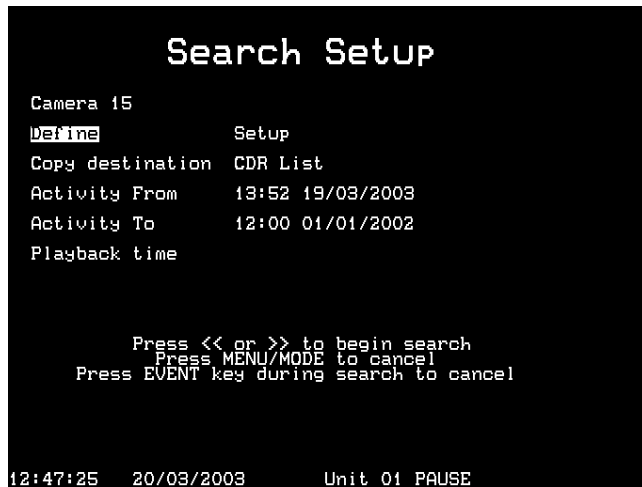 Search Setup
Camera 15
Define Setup
Copy destination CDR List
Activity From 13:52 19/03/2003
Activity To 12:00 01/01/2002
Playback time
Press << or >> to begin search
Press MENU/MODE to cancel
Press EVENT key during search to cancel
12:47:25 20/03/2003 Unit 01 PAUSE